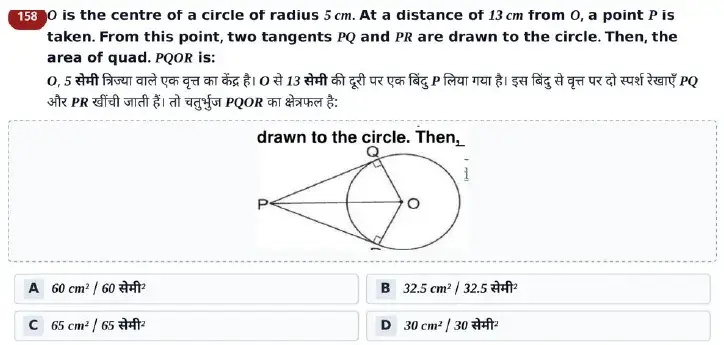 158 O is the centre of a circle of radius 5 cm. At a distance of 13 cm from O, a point P is
taken. From this point, two tangents PQ and PR are drawn to the circle. Then, the
area of quad. PQOR is:
O, 5 सेमी त्रिज्या वाले एक वृत्त का केंद्र है। O से 13 सेमी की दूरी पर एक बिंदु P लिया गया है। इस बिंदु से वृत्त पर दो स्पर्श रेखाएँ PQ
और PR खींची जाती हैं। तो चतुर्भुज PQOR का क्षेत्रफल है:
drawn to the circle. Then,
Q
P
O
A 60 cm² / 60 सेमी²
B 32.5 cm² / 32.5 सेमी²
C 65 cm² / 65 सेमी²
D 30 cm² / 30 सेमी²